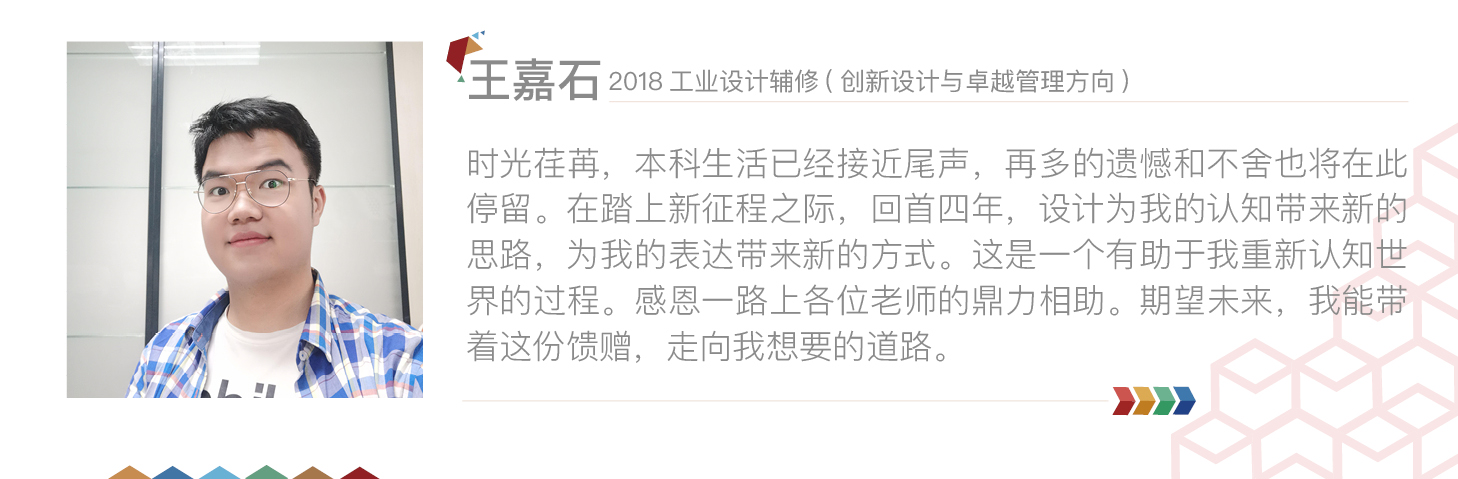 王嘉石 2018 工业设计辅修 ( 创新设计与卓越管理方向 )
时光荏苒，本科生活已经接近尾声，再多的遗憾和不舍也将在此
停留。在踏上新征程之际，回首四年，设计为我的认知带来新的
思路，为我的表达带来新的方式。这是一个有助于我重新认知世
界的过程。感恩一路上各位老师的鼎力相助。期望未来，我能带
着这份馈赠，走向我想要的道路。